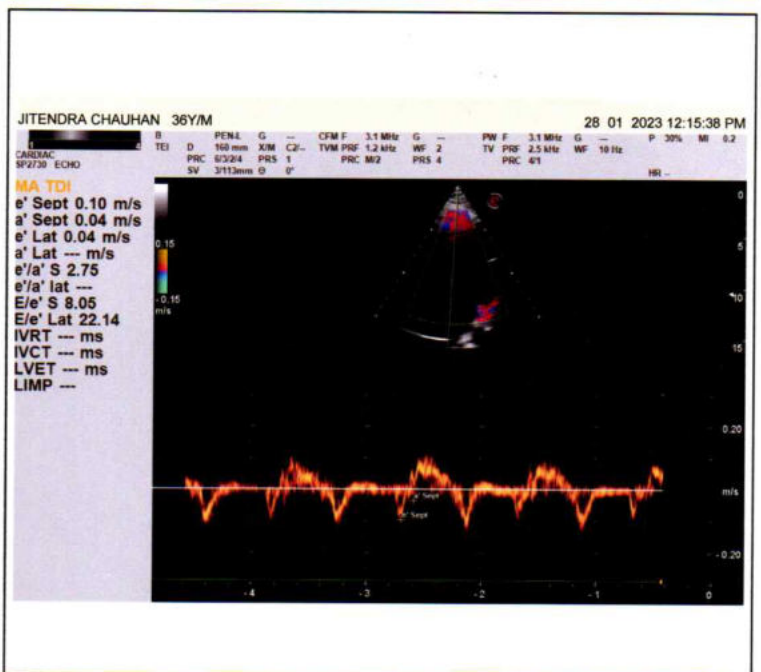 JITENDRA CHAUHAN 36Y/M
28 01 2023 12:15:38 PM
B PEN-L G --- CFM F 3.1 MHz G --- PW F 3.1 MHz G --- P 30% MI 0.2
TEI D 160 mm X/M C2/-- TVM PRF 1.2 kHz WF 2 TV PRF 2.5 kHz WF 10 Hz
PRC 6/3/2/4 PRS 1 PRC M/2 PRS 4 PRC 4/1
SV 3/113mm Θ 0° HR --
CARDIAC
SP2730 ECHO
MA TDI
e' Sept 0.10 m/s
a' Sept 0.04 m/s
e' Lat 0.04 m/s
a' Lat --- m/s
e'/a' S 2.75
e'/a' lat ---
E/e' S 8.05
E/e' Lat 22.14
IVRT --- ms
IVCT --- ms
LVET --- ms
LIMP ---
0.15
- 0.15
m/s
0
5
10
15
0.20
m/s
- 0.20
a' Sept
e' Sept
-4
-3
-2
-1
0